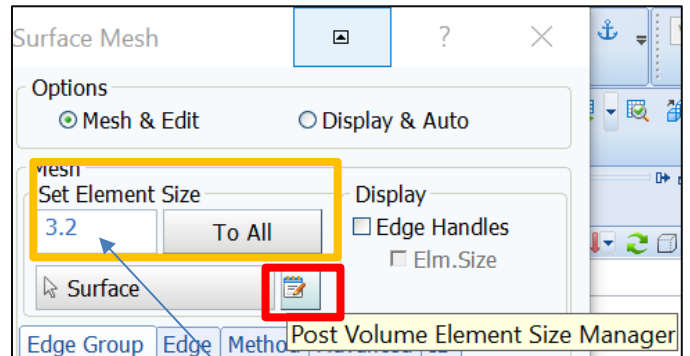 Surface Mesh ?
Options
Mesh & Edit Display & Auto
Mesh
Set Element Size Display
3.2 To All Edge Handles
Elm.Size
Surface
Post Volume Element Size Manager
Edge Group Edge Method